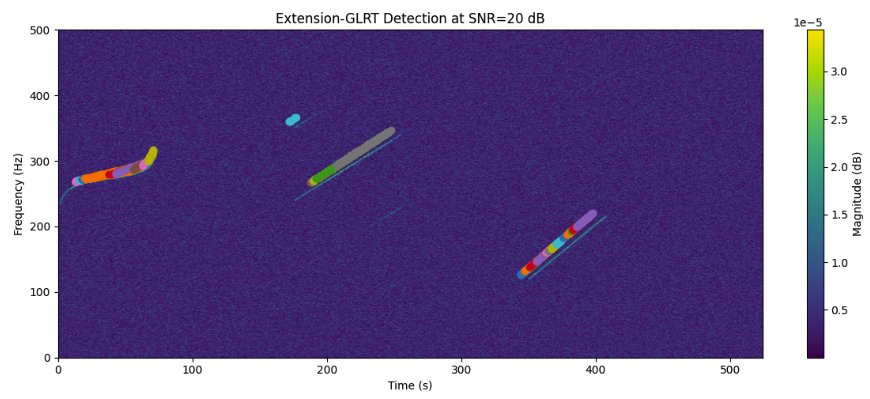 Extension-GLRT Detection at SNR=20 dB
1e−5
500
400
300
200
100
0
Frequency (Hz)
0 100 200 300 400 500
Time (s)
3.0
2.5
2.0
1.5
1.0
0.5
Magnitude (dB)